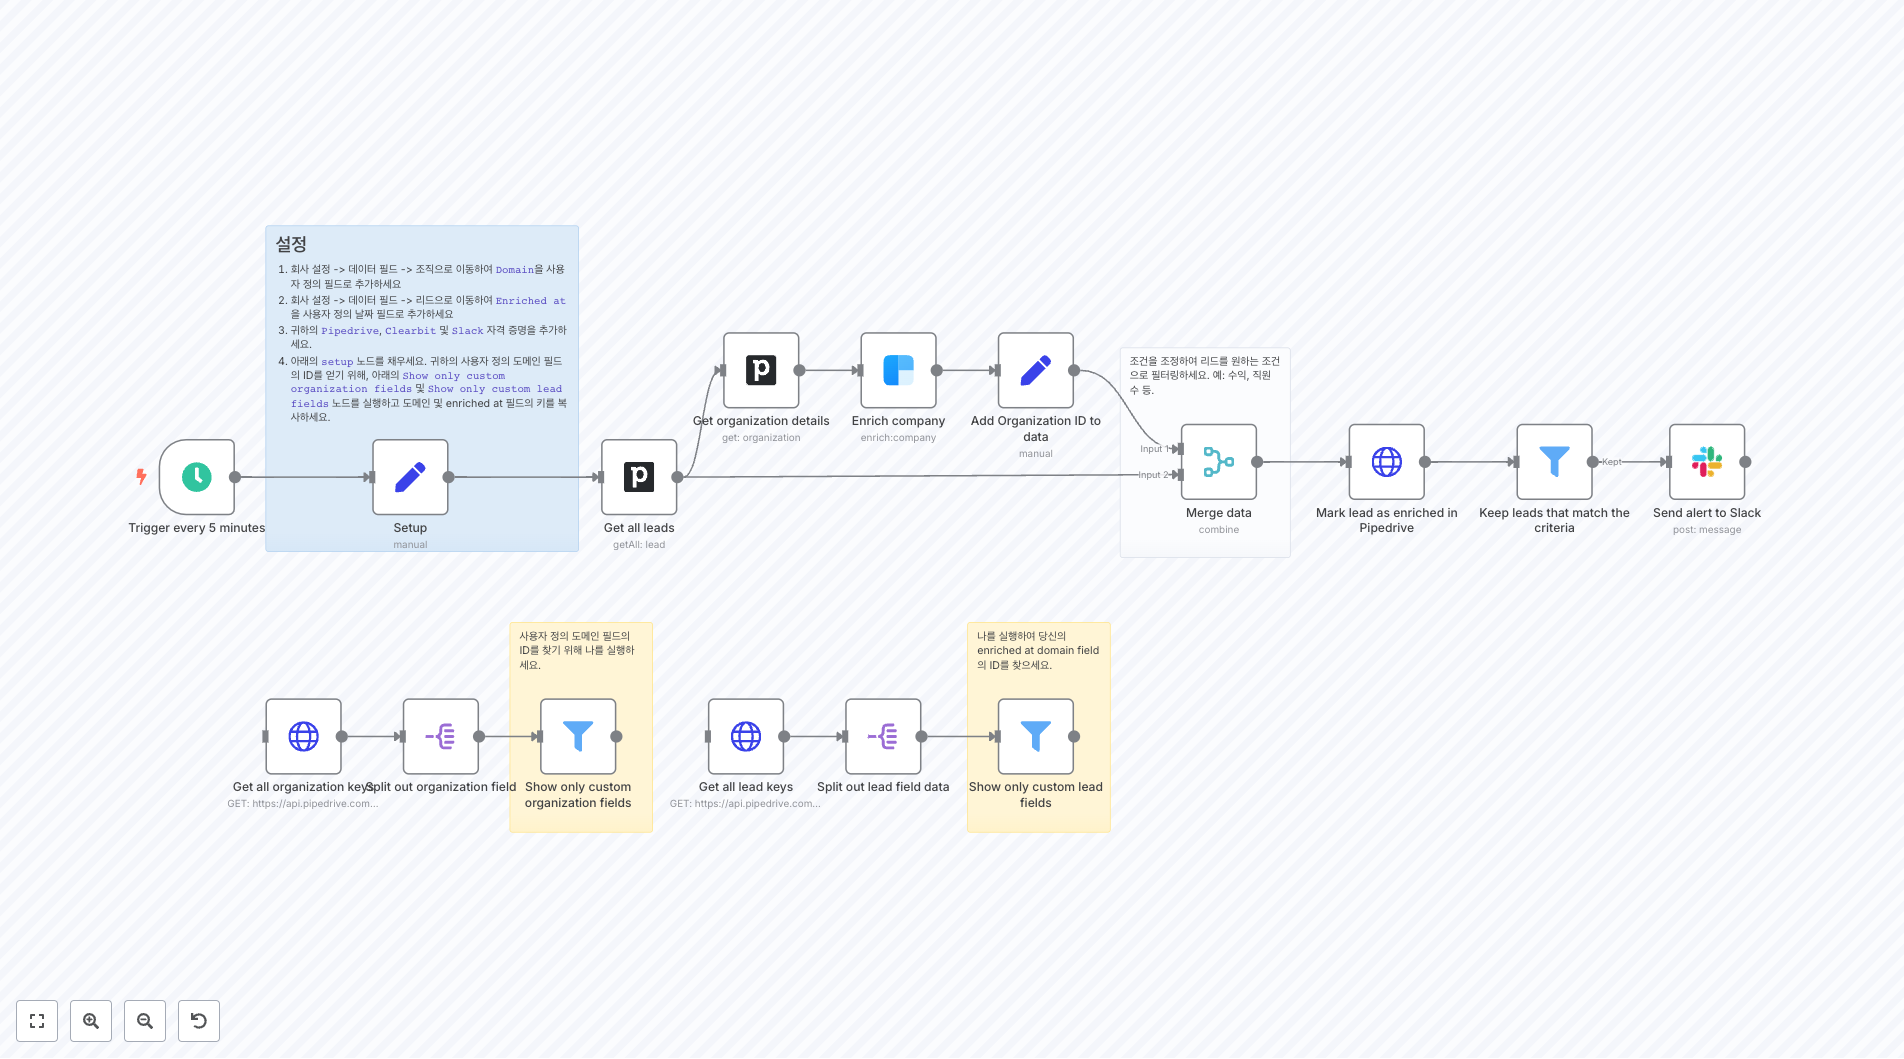 설정
1. 회사 설정 -> 데이터 필드 -> 조직으로 이동하여 Domain을 사용
자 정의 필드로 추가하세요
2. 회사 설정 -> 데이터 필드 -> 리드으로 이동하여 Enriched at
을 사용자 정의 날짜 필드로 추가하세요
3. 귀하의 Pipedrive, Clearbit 및 Slack 자격 증명을 추가하
세요.
4. 아래의 setup 노드를 채우세요. 귀하의 사용자 정의 도메인 필드
의 ID를 얻기 위해, 아래의 Show only custom
organization fields 및 Show only custom lead
fields 노드를 실행하고 도메인 및 enriched at 필드의 키를 복
사하세요.
Trigger every 5 minutes
Setup
manual
Get all leads
getAll: lead
Get organization details
get: organization
Enrich company
enrich:company
Add Organization ID to
data
manual
조건을 조정하여 리드를 원하는 조건
으로 필터링하세요. 예: 수익, 직원
수 등.
Input 1
Input 2
Merge data
combine
Mark lead as enriched in
Pipedrive
Keep leads that match the
criteria
Kept
Send alert to Slack
post: message
사용자 정의 도메인 필드의
ID를 찾기 위해 나를 실행하
세요.
Get all organization keys
GET: https://api.pipedrive.com...
Split out organization field
Show only custom
organization fields
Get all lead keys
GET: https://api.pipedrive.com...
Split out lead field data
나를 실행하여 당신의
enriched at domain field
의 ID를 찾으세요.
Show only custom lead
fields